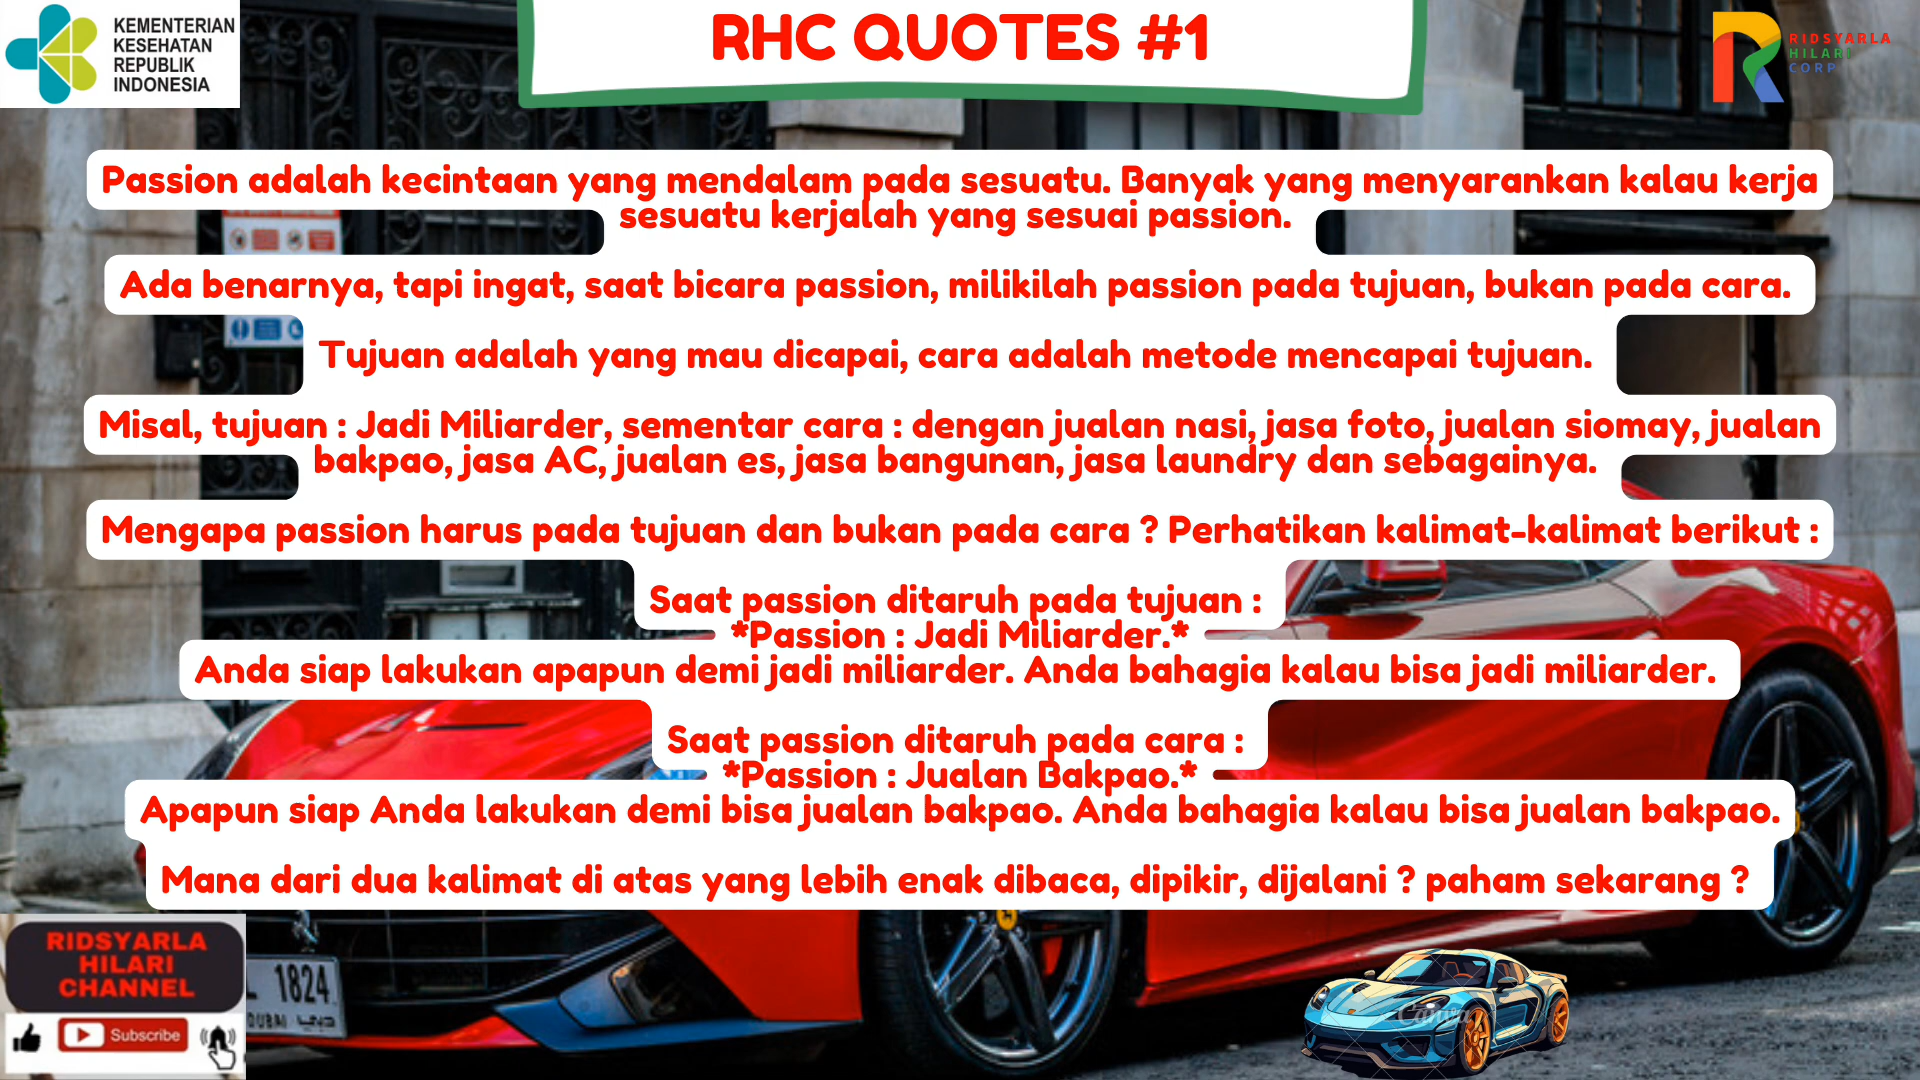 KEMENTERIAN
KESEHATAN
REPUBLIK
INDONESIA
RHC QUOTES #1
RIDSYARLA
HILARI
CORP
Passion adalah kecintaan yang mendalam pada sesuatu. Banyak yang menyarankan kalau kerja
sesuatu kerjalah yang sesuai passion.
Ada benarnya, tapi ingat, saat bicara passion, milikilah passion pada tujuan, bukan pada cara.
Tujuan adalah yang mau dicapai, cara adalah metode mencapai tujuan.
Misal, tujuan : Jadi Miliarder, sementar cara : dengan jualan nasi, jasa foto, jualan siomay, jualan
bakpao, jasa AC, jualan es, jasa bangunan, jasa laundry dan sebagainya.
Mengapa passion harus pada tujuan dan bukan pada cara ? Perhatikan kalimat-kalimat berikut :
Saat passion ditaruh pada tujuan :
*Passion : Jadi Miliarder.*
Anda siap lakukan apapun demi jadi miliarder. Anda bahagia kalau bisa jadi miliarder.
Saat passion ditaruh pada cara :
*Passion : Jualan Bakpao.*
Apapun siap Anda lakukan demi bisa jualan bakpao. Anda bahagia kalau bisa jualan bakpao.
Mana dari dua kalimat di atas yang lebih enak dibaca, dipikir, dijalani ? paham sekarang ?
RIDSYARLA
HILARI
CHANNEL
Subscribe
1824
DUBAI دبي
Canva